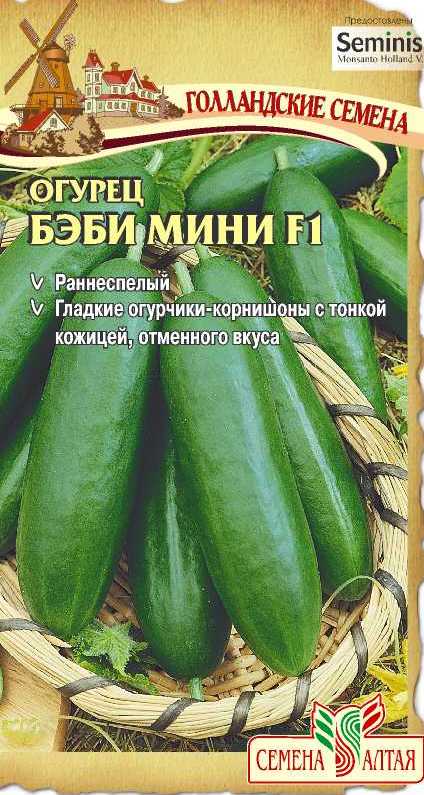 Предоставлены
Seminis
Monsanto Holland V.
ГОЛЛАНДСКИЕ СЕМЕНА
ОГУРЕЦ
БЭБИ МИНИ F1
V Раннеспелый
V Гладкие огурчики-корнишоны с тонкой
кожицей, отменного вкуса
СЕМЕНА АЛТАЯ